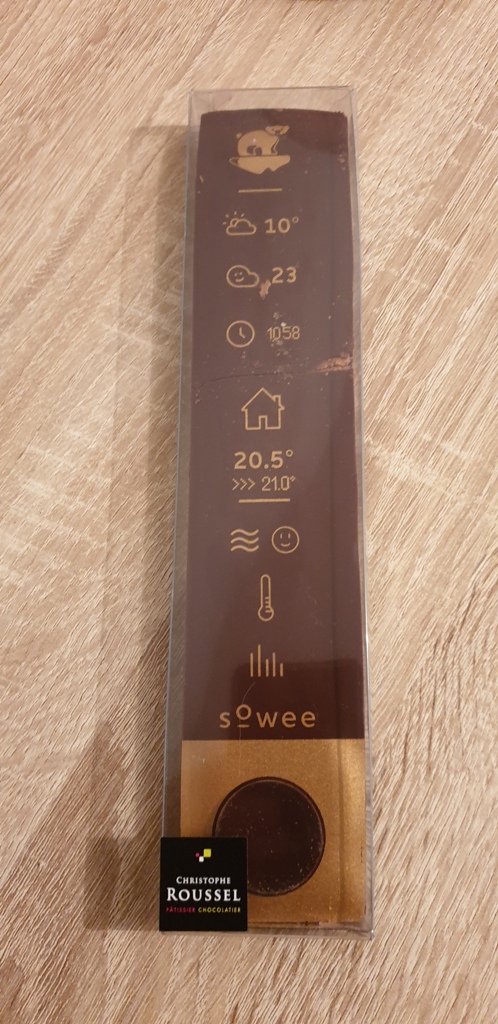 10°
23
10:58
20.5°
>>> 21.0°
sowee
CHRISTOPHE
ROUSSEL
PÂTISSIER CHOCOLATIER